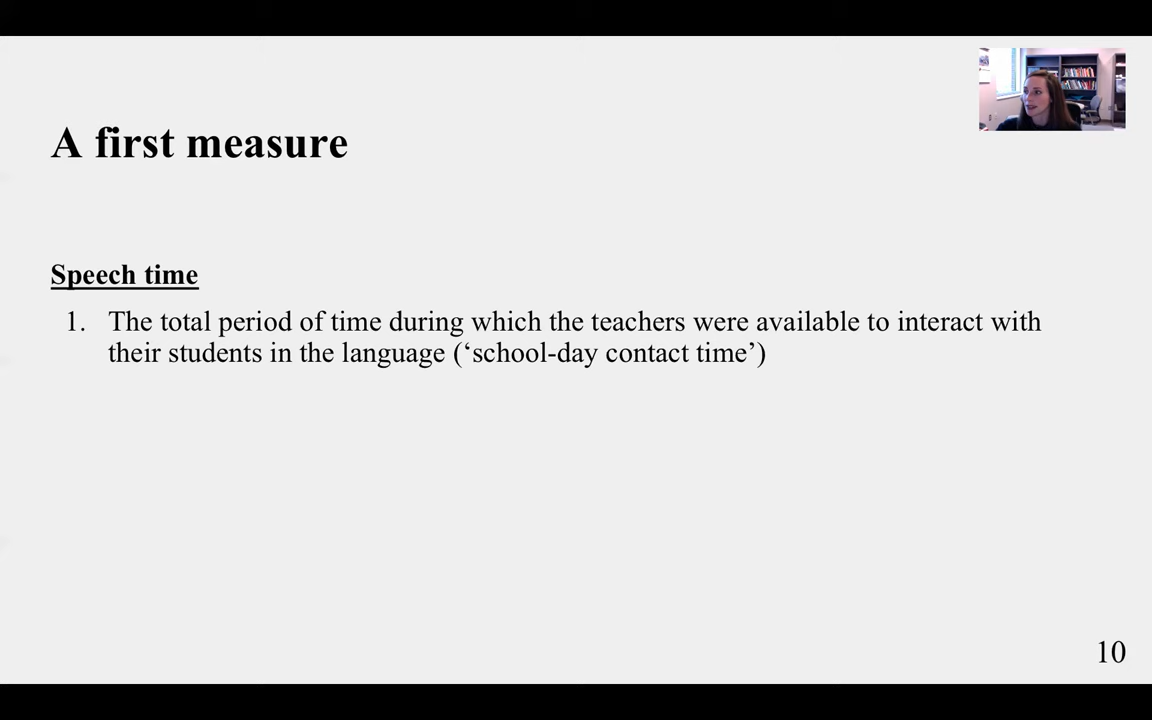 A first measure
Speech time
1. The total period of time during which the teachers were available to interact with
their students in the language (‘school-day contact time’)
10